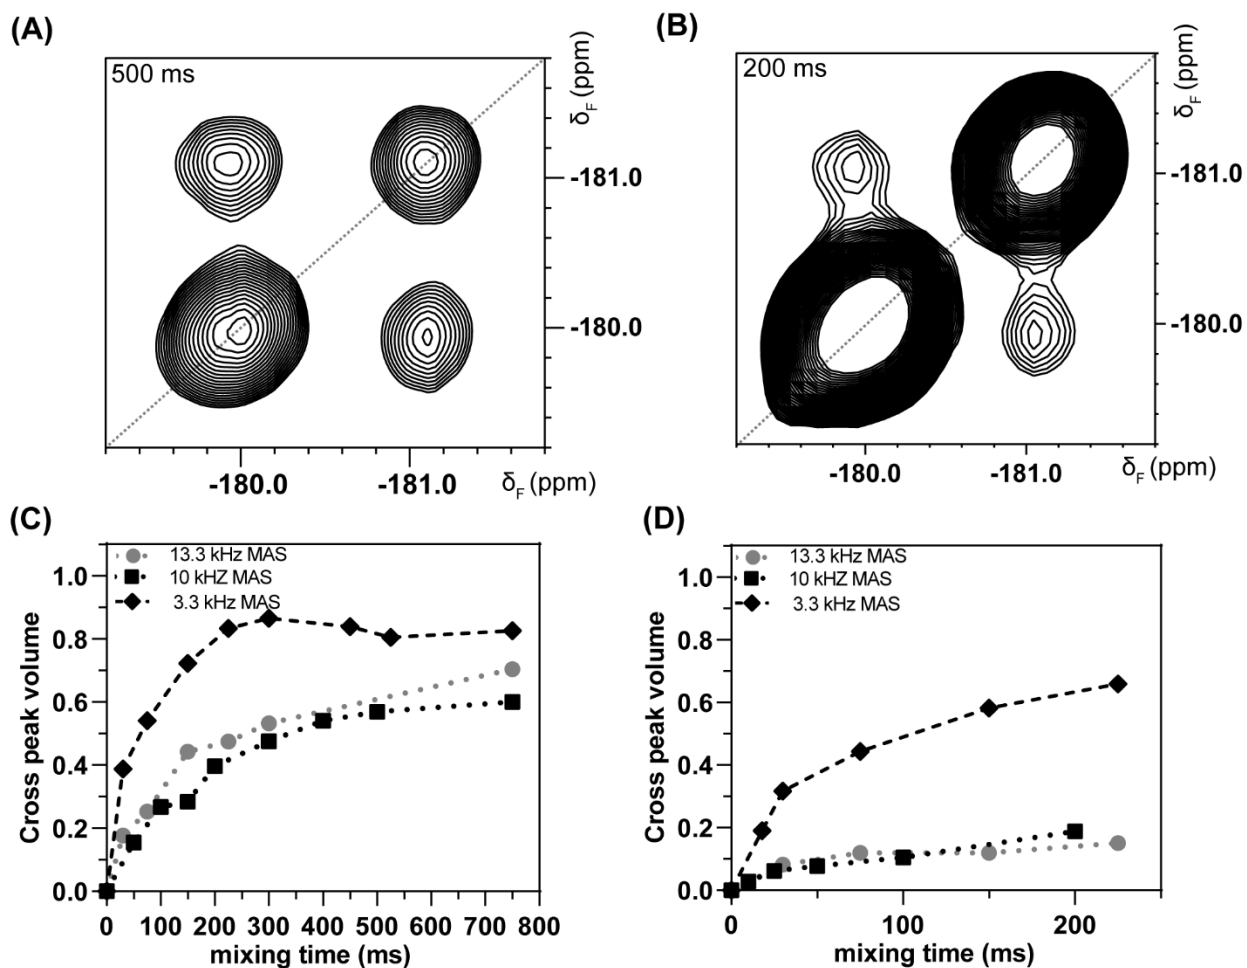 (A)
500 ms
δF (ppm)
-181.0
-180.0
-180.0
-181.0
δF (ppm)
(B)
200 ms
δF (ppm)
-181.0
-180.0
-180.0
-181.0
δF (ppm)
(C)
13.3 kHz MAS
10 kHZ MAS
3.3 kHz MAS
1.0
0.8
0.6
0.4
0.2
0.0
Cross peak volume
0 100 200 300 400 500 600 700 800
mixing time (ms)
(D)
13.3 kHz MAS
10 kHZ MAS
3.3 kHz MAS
1.0
0.8
0.6
0.4
0.2
0.0
Cross peak volume
0 100 200
mixing time (ms)